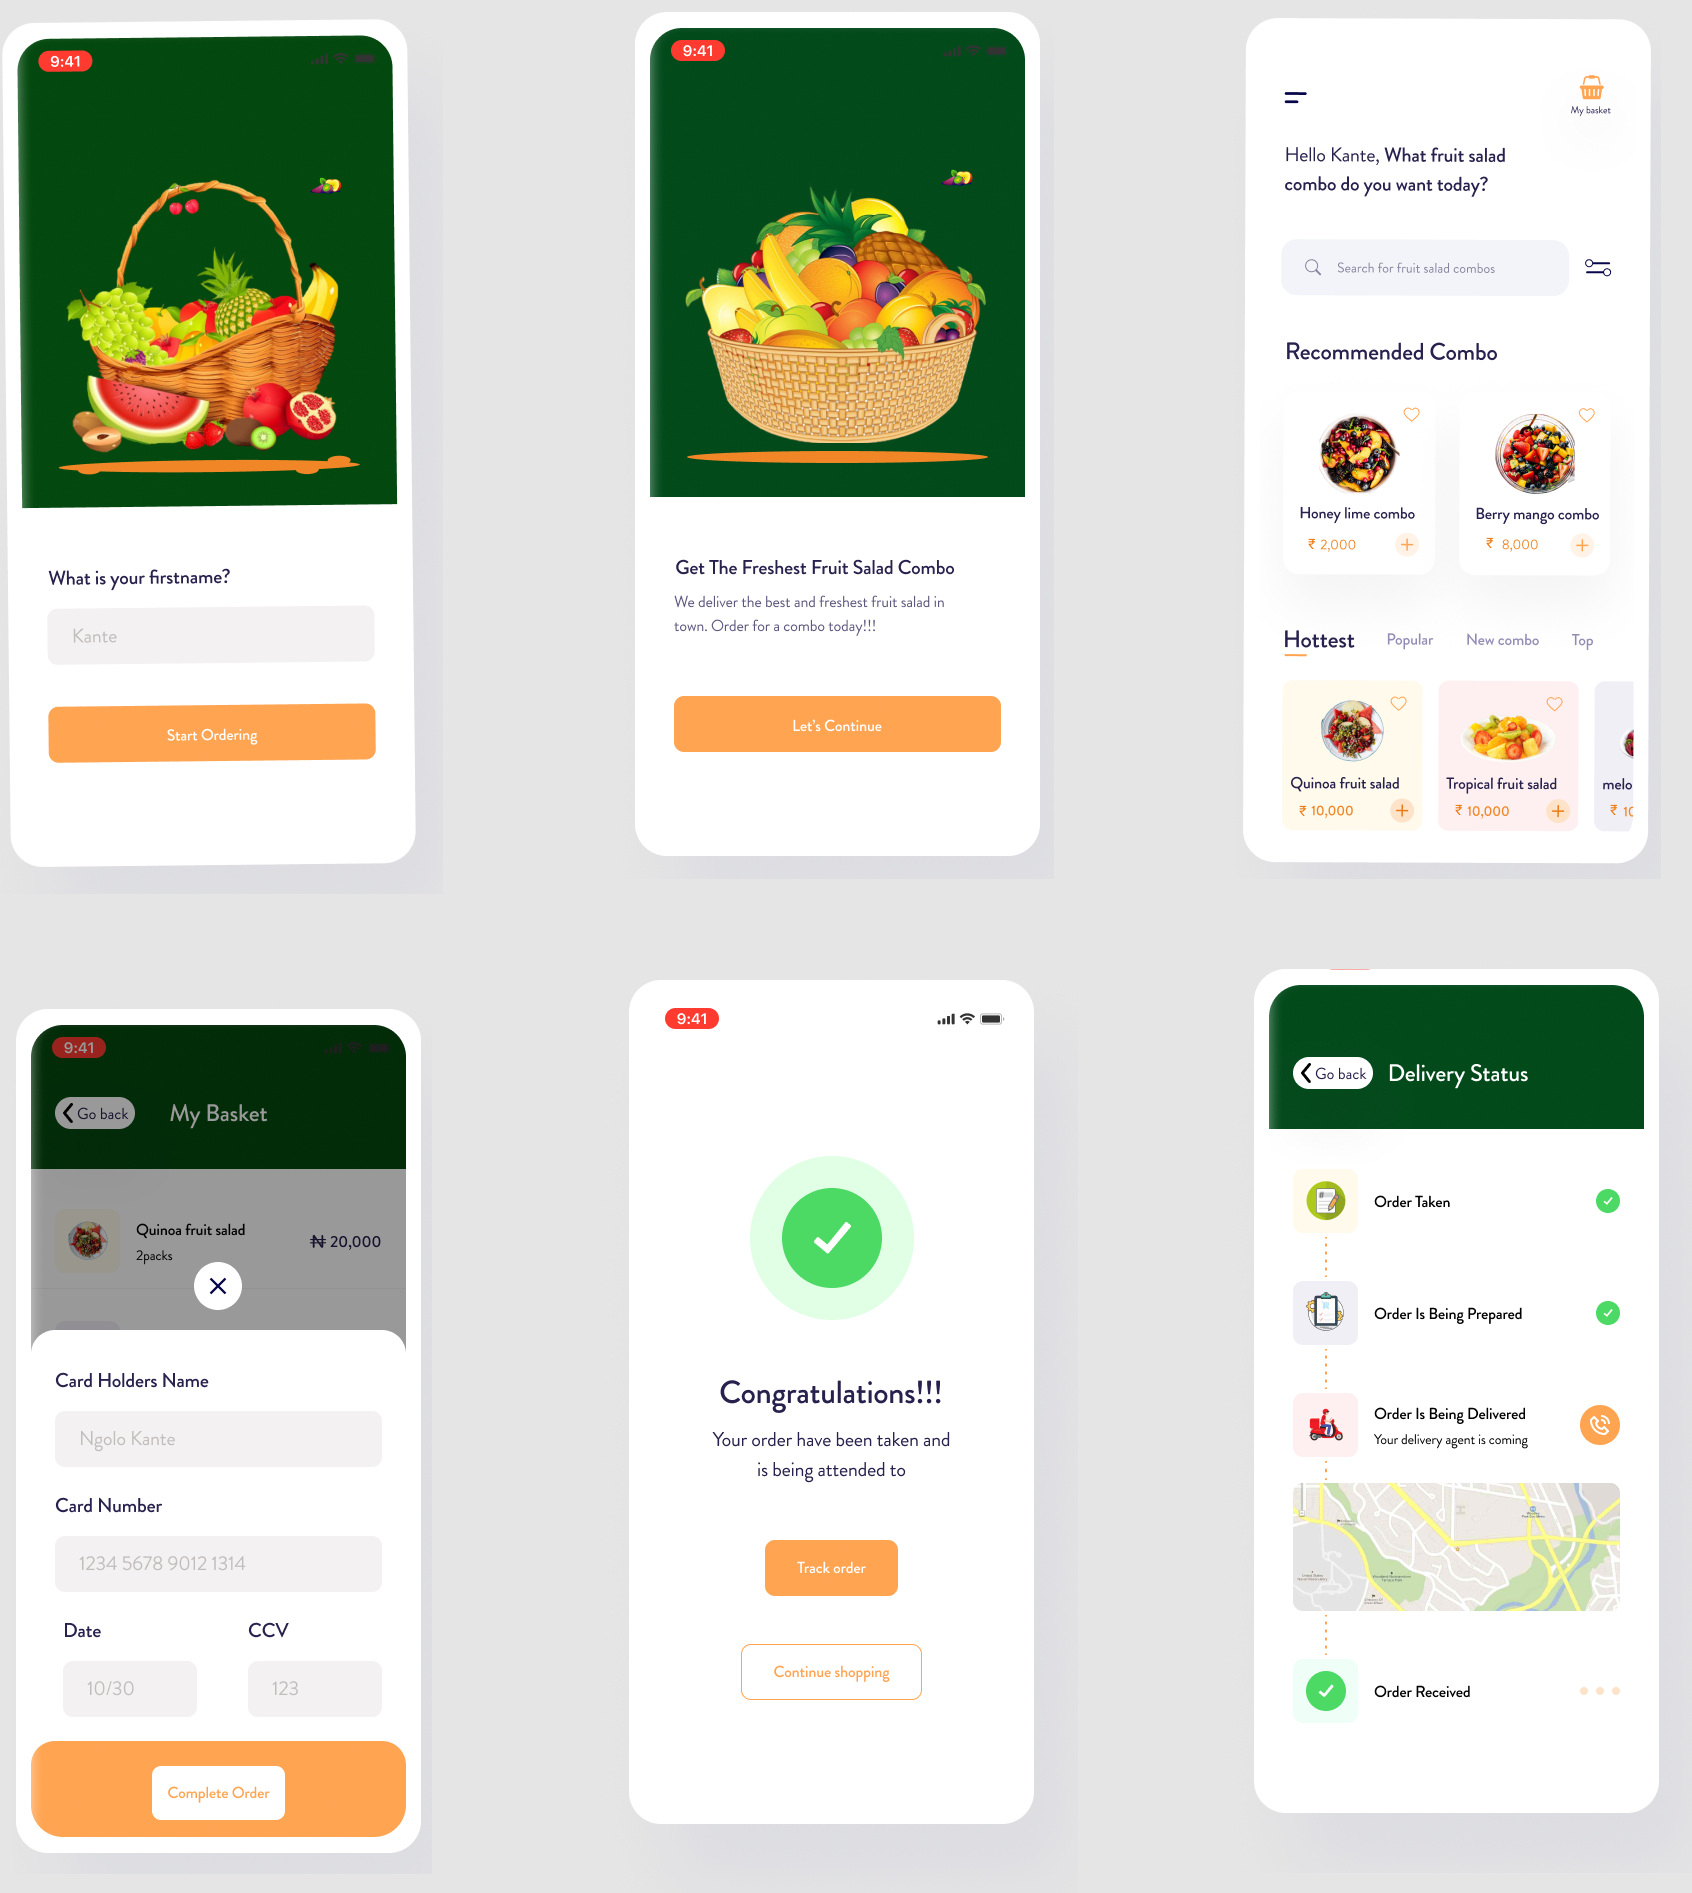 9:41
What is your firstname?
Kante
Start Ordering
9:41
Get The Freshest Fruit Salad Combo
We deliver the best and freshest fruit salad in
town. Order for a combo today!!!
Let's Continue
My basket
Hello Kante, What fruit salad
combo do you want today?
Search for fruit salad combos
Recommended Combo
Honey lime combo
₹ 2,000
Berry mango combo
₹ 8,000
Hottest
Popular
New combo
Top
Quinoa fruit salad
₹ 10,000
Tropical fruit salad
₹ 10,000
melo
₹ 10
9:41
Go back
My Basket
Quinoa fruit salad
2packs
₦ 20,000
Card Holders Name
Ngolo Kante
Card Number
1234 5678 9012 1314
Date
CCV
10/30
123
Complete Order
9:41
Congratulations!!!
Your order have been taken and
is being attended to
Track order
Continue shopping
Go back
Delivery Status
Order Taken
Order Is Being Prepared
Order Is Being Delivered
Your delivery agent is coming
Order Received